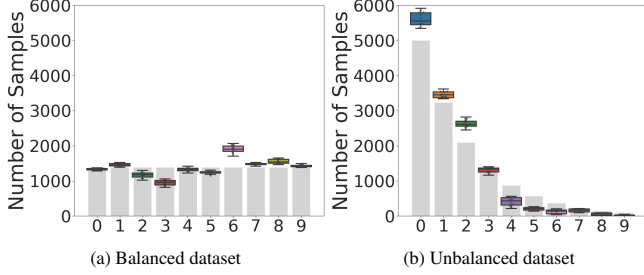 Number of Samples
6000
5000
4000
3000
2000
1000
0
0 1 2 3 4 5 6 7 8 9
(a) Balanced dataset
Number of Samples
6000
5000
4000
3000
2000
1000
0
0 1 2 3 4 5 6 7 8 9
(b) Unbalanced dataset